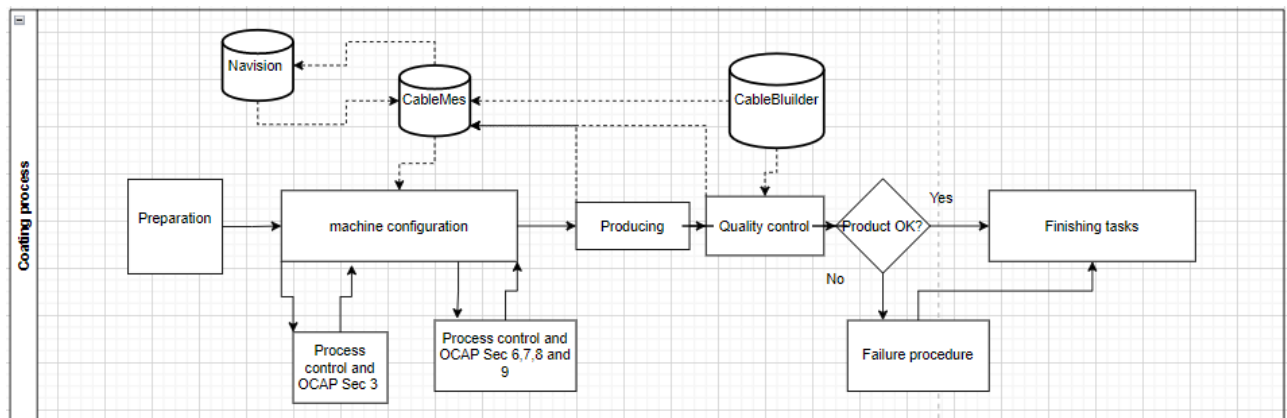 Coating process
Navision
CableMes
CableBluilder
Preparation
machine configuration
Producing
Quality control
Product OK?
Yes
No
Finishing tasks
Process
control and
OCAP Sec 3
Process control and
OCAP Sec 6,7,8 and
9
Failure procedure